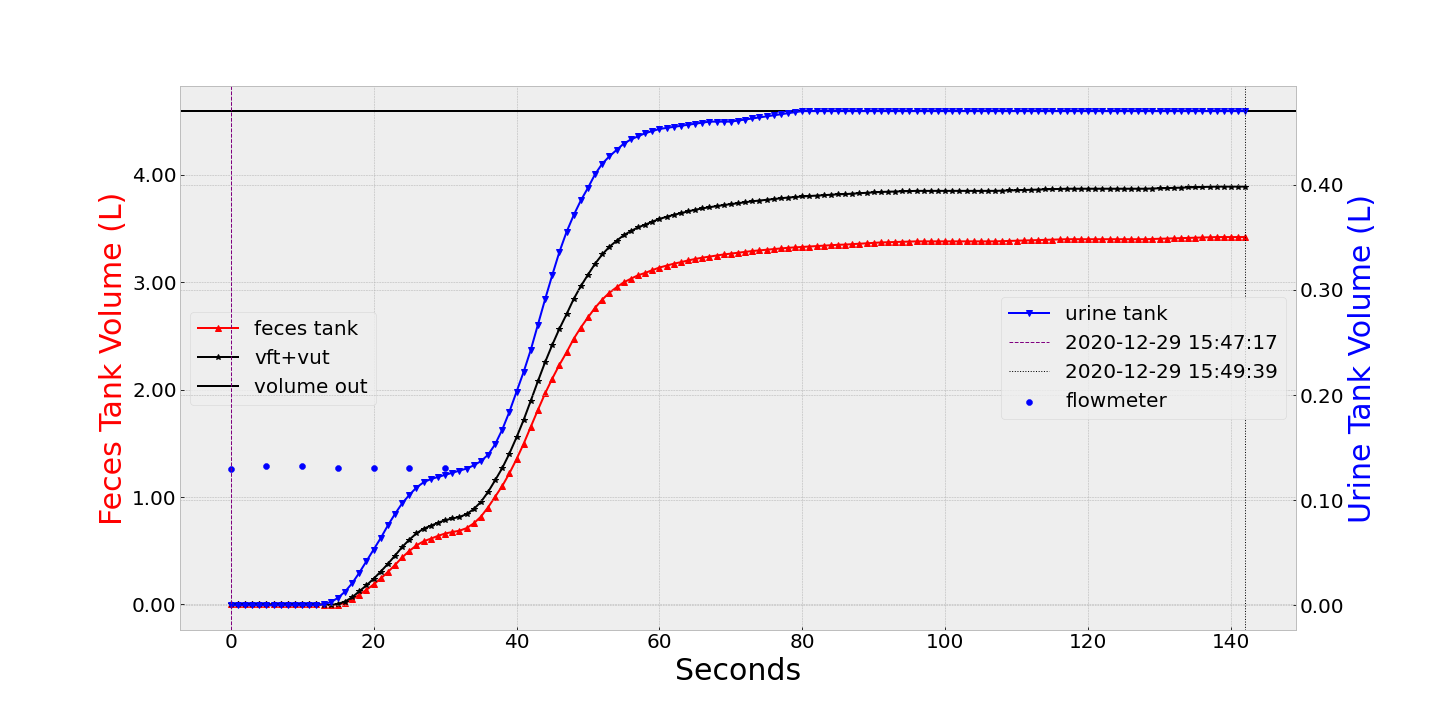 Feces Tank Volume (L)
4.00
3.00
2.00
1.00
0.00
feces tank
vft+vut
volume out
urine tank
2020-12-29 15:47:17
2020-12-29 15:49:39
flowmeter
0.40
0.30
0.20
0.10
0.00
Urine Tank Volume (L)
0 20 40 60 80 100 120 140
Seconds